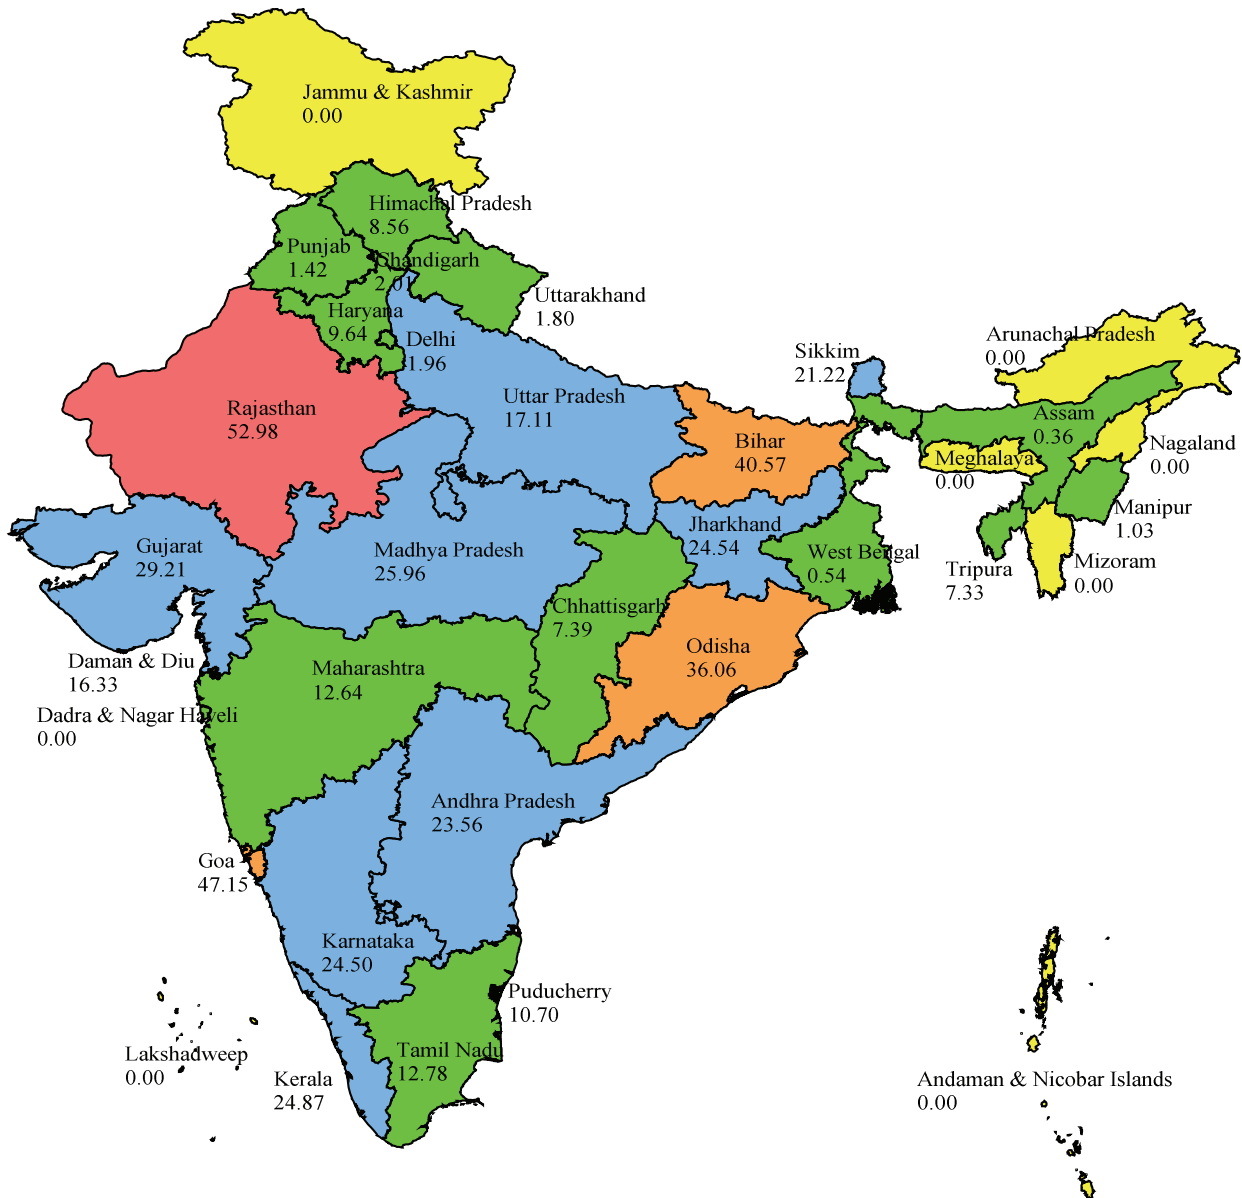 Jammu & Kashmir
0.00
Himachal Pradesh
8.56
Punjab
1.42
Chandigarh
2.01
Uttarakhand
1.80
Haryana
9.64
Delhi
1.96
Arunachal Pradesh
0.00
Sikkim
21.22
Uttar Pradesh
17.11
Rajasthan
52.98
Assam
0.36
Bihar
40.57
Nagaland
0.00
Meghalaya
0.00
Manipur
1.03
Jharkhand
24.54
Gujarat
29.21
Madhya Pradesh
25.96
West Bengal
0.54
Tripura
7.33
Mizoram
0.00
Chhattisgarh
7.39
Odisha
36.06
Daman & Diu
16.33
Maharashtra
12.64
Dadra & Nagar Haveli
0.00
Andhra Pradesh
23.56
Goa
47.15
Karnataka
24.50
Puducherry
10.70
Lakshadweep
0.00
Tamil Nadu
12.78
Kerala
24.87
Andaman & Nicobar Islands
0.00